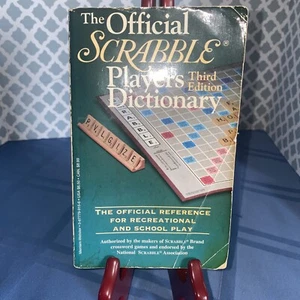 The Official
SCRABBLE®
Players
Third
Edition
Dictionary
THE OFFICIAL REFERENCE
FOR RECREATIONAL
AND SCHOOL PLAY
Authorized by the makers of SCRABBLE® Brand
crossword games and endorsed by the
National SCRABBLE® Association